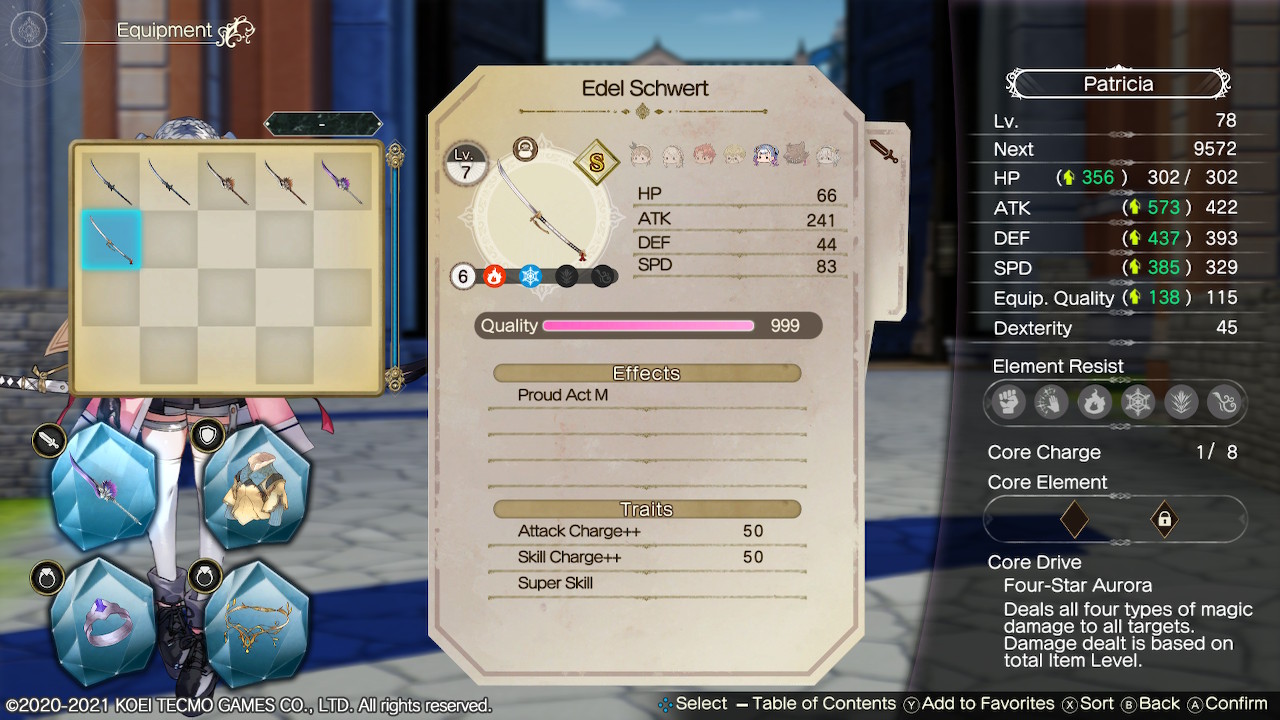 Equipment
-
Edel Schwert
Lv.
7
S
HP 66
ATK 241
DEF 44
SPD 83
6
Quality 999
Effects
Proud Act M
Traits
Attack Charge++ 50
Skill Charge++ 50
Super Skill
Patricia
Lv. 78
Next 9572
HP ( 356 ) 302 / 302
ATK ( 573 ) 422
DEF ( 437 ) 393
SPD ( 385 ) 329
Equip. Quality ( 138 ) 115
Dexterity 45
Element Resist
Core Charge 1 / 8
Core Element
Core Drive
Four-Star Aurora
Deals all four types of magic
damage to all targets.
Damage dealt is based on
total Item Level.
©2020-2021 KOEI TECMO GAMES CO., LTD. All rights reserved.
Select Table of Contents Y Add to Favorites X Sort B Back A Confirm